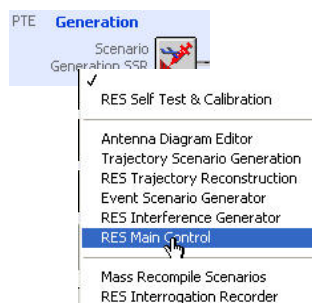 PTE Generation
Scenario
Generation SSR
RES Self Test & Calibration
Antenna Diagram Editor
Trajectory Scenario Generation
RES Trajectory Reconstruction
Event Scenario Generator
RES Interference Generator
RES Main Control
Mass Recompile Scenarios
RES Interrogation Recorder